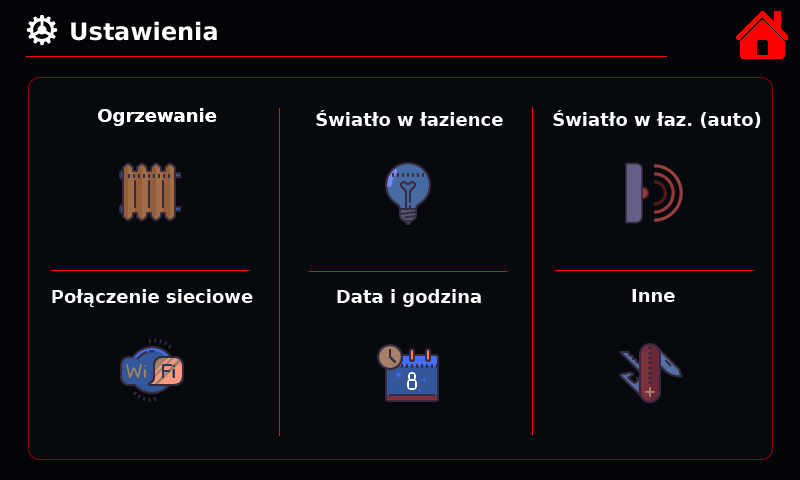 Ustawienia
Ogrzewanie
Światło w łazience
Światło w łaz. (auto)
Połączenie sieciowe
Data i godzina
Inne
Wi Fi
8